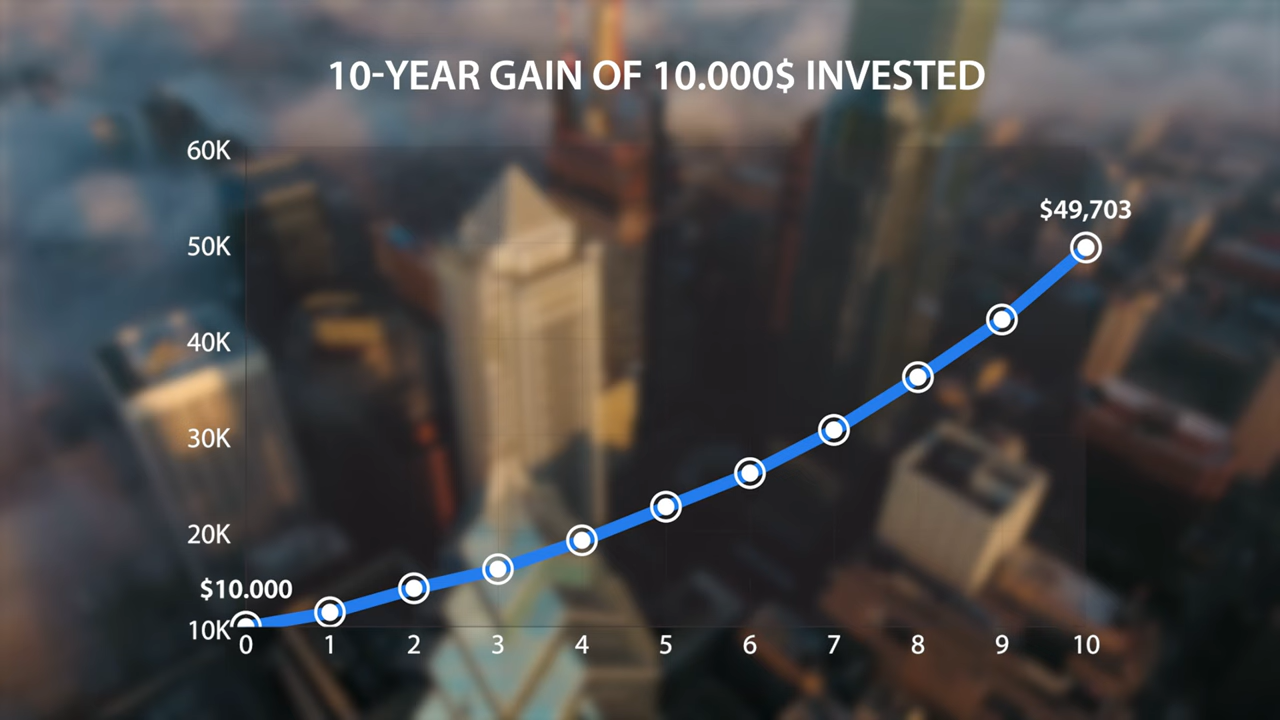 10-YEAR GAIN OF 10.000$ INVESTED
60K
$49,703
50K
40K
30K
20K
$10.000
10K
0 1 2 3 4 5 6 7 8 9 10